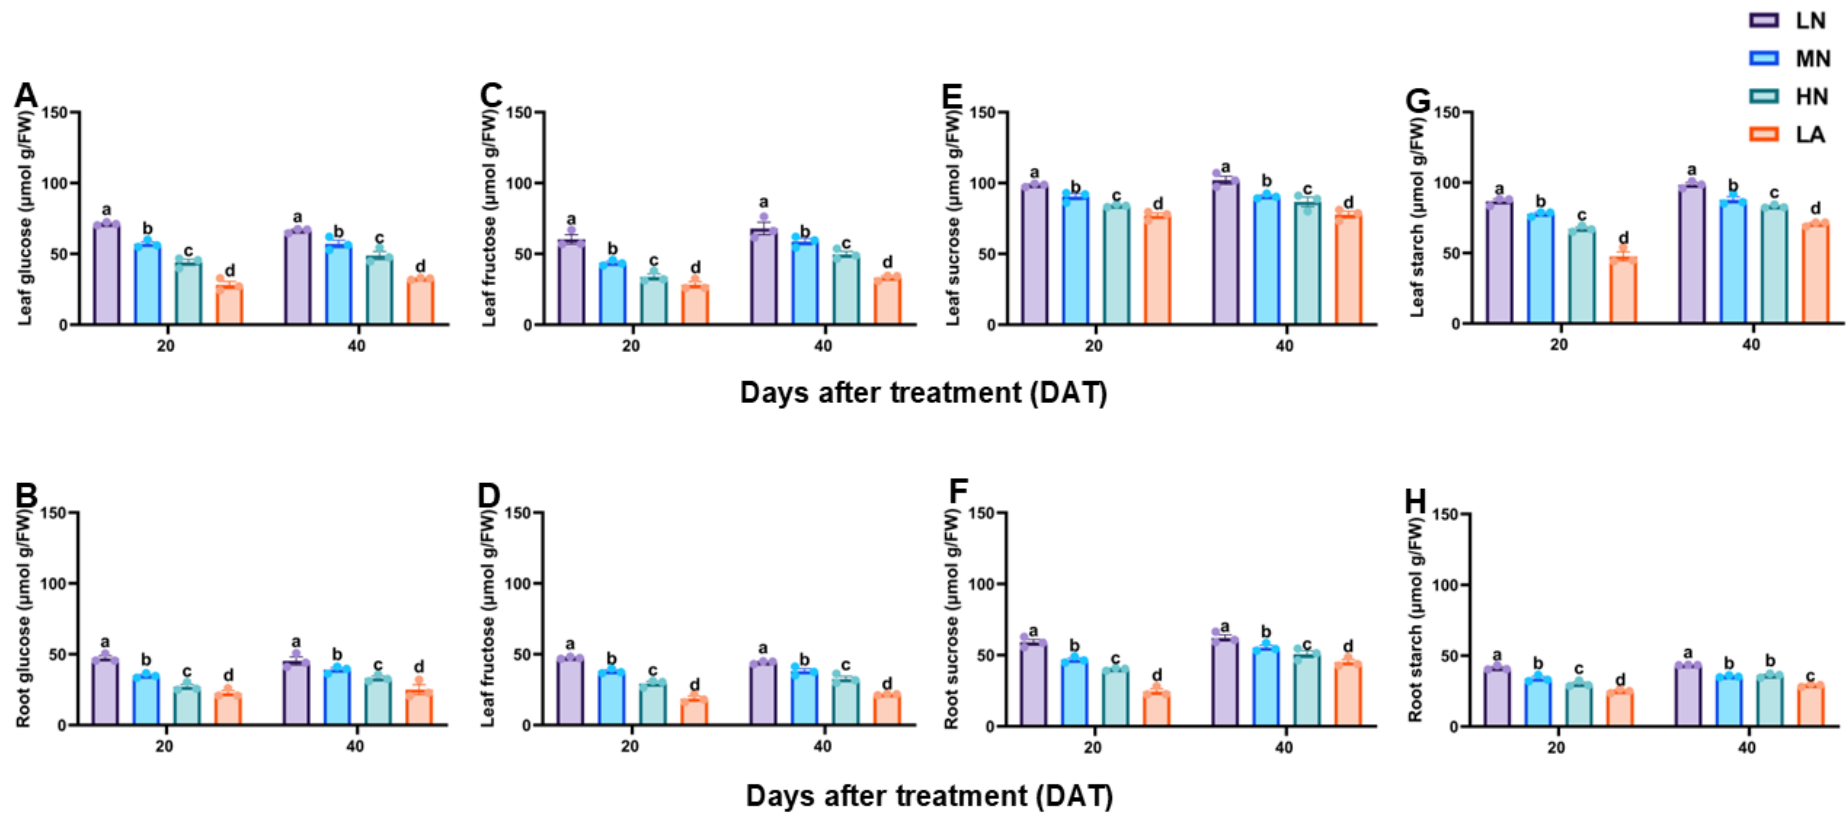 LN
MN
HN
LA
A
Leaf glucose (µmol g/FW)
150
100
50
0
a b c d
a b c d
20 40
C
Leaf fructose (µmol g/FW)
150
100
50
0
a b c d
a b c d
20 40
E
Leaf sucrose (µmol g/FW)
150
100
50
0
a b c d
a b c d
20 40
G
Leaf starch (µmol g/FW)
150
100
50
0
a b c d
a b c d
20 40
Days after treatment (DAT)
B
Root glucose (µmol g/FW)
150
100
50
0
a b c d
a b c d
20 40
D
Leaf fructose (µmol g/FW)
150
100
50
0
a b c d
a b c d
20 40
F
Root sucrose (µmol g/FW)
150
100
50
0
a b c d
a b c d
20 40
H
Root starch (µmol g/FW)
150
100
50
0
a b c d
a b b c
20 40
Days after treatment (DAT)